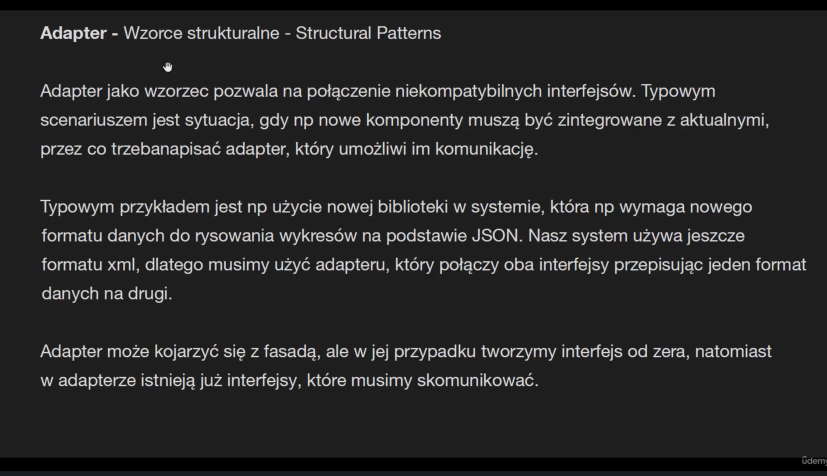 Adapter - Wzorce strukturalne - Structural Patterns
Adapter jako wzorzec pozwala na połączenie niekompatybilnych interfejsów. Typowym
scenariuszem jest sytuacja, gdy np nowe komponenty muszą być zintegrowane z aktualnymi,
przez co trzebanapisać adapter, który umożliwi im komunikację.
Typowym przykładem jest np użycie nowej biblioteki w systemie, która np wymaga nowego
formatu danych do rysowania wykresów na podstawie JSON. Nasz system używa jeszcze
formatu xml, dlatego musimy użyć adapteru, który połączy oba interfejsy przepisując jeden format
danych na drugi.
Adapter może kojarzyć się z fasadą, ale w jej przypadku tworzymy interfejs od zera, natomiast
w adapterze istnieją już interfejsy, które musimy skomunikować.
ûdemy